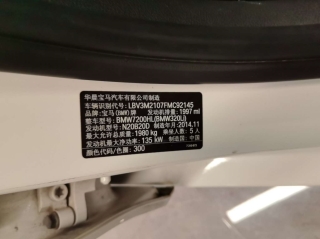 华晨宝马汽车有限公司制造
车辆识别代号: LBV3M2107FMC92145
品牌: 宝马(BMW)牌 发动机排量: 1997 ml
整车型号: BMW7200HL(BMW320Li)
发动机型号: N20B20D 制造年月: 2014.11
最大允许总质量: 1980 kg 乘坐人数: 5 人
发动机最大净功率: 135 kW 制造国: 中国
颜色代码/色号: 300